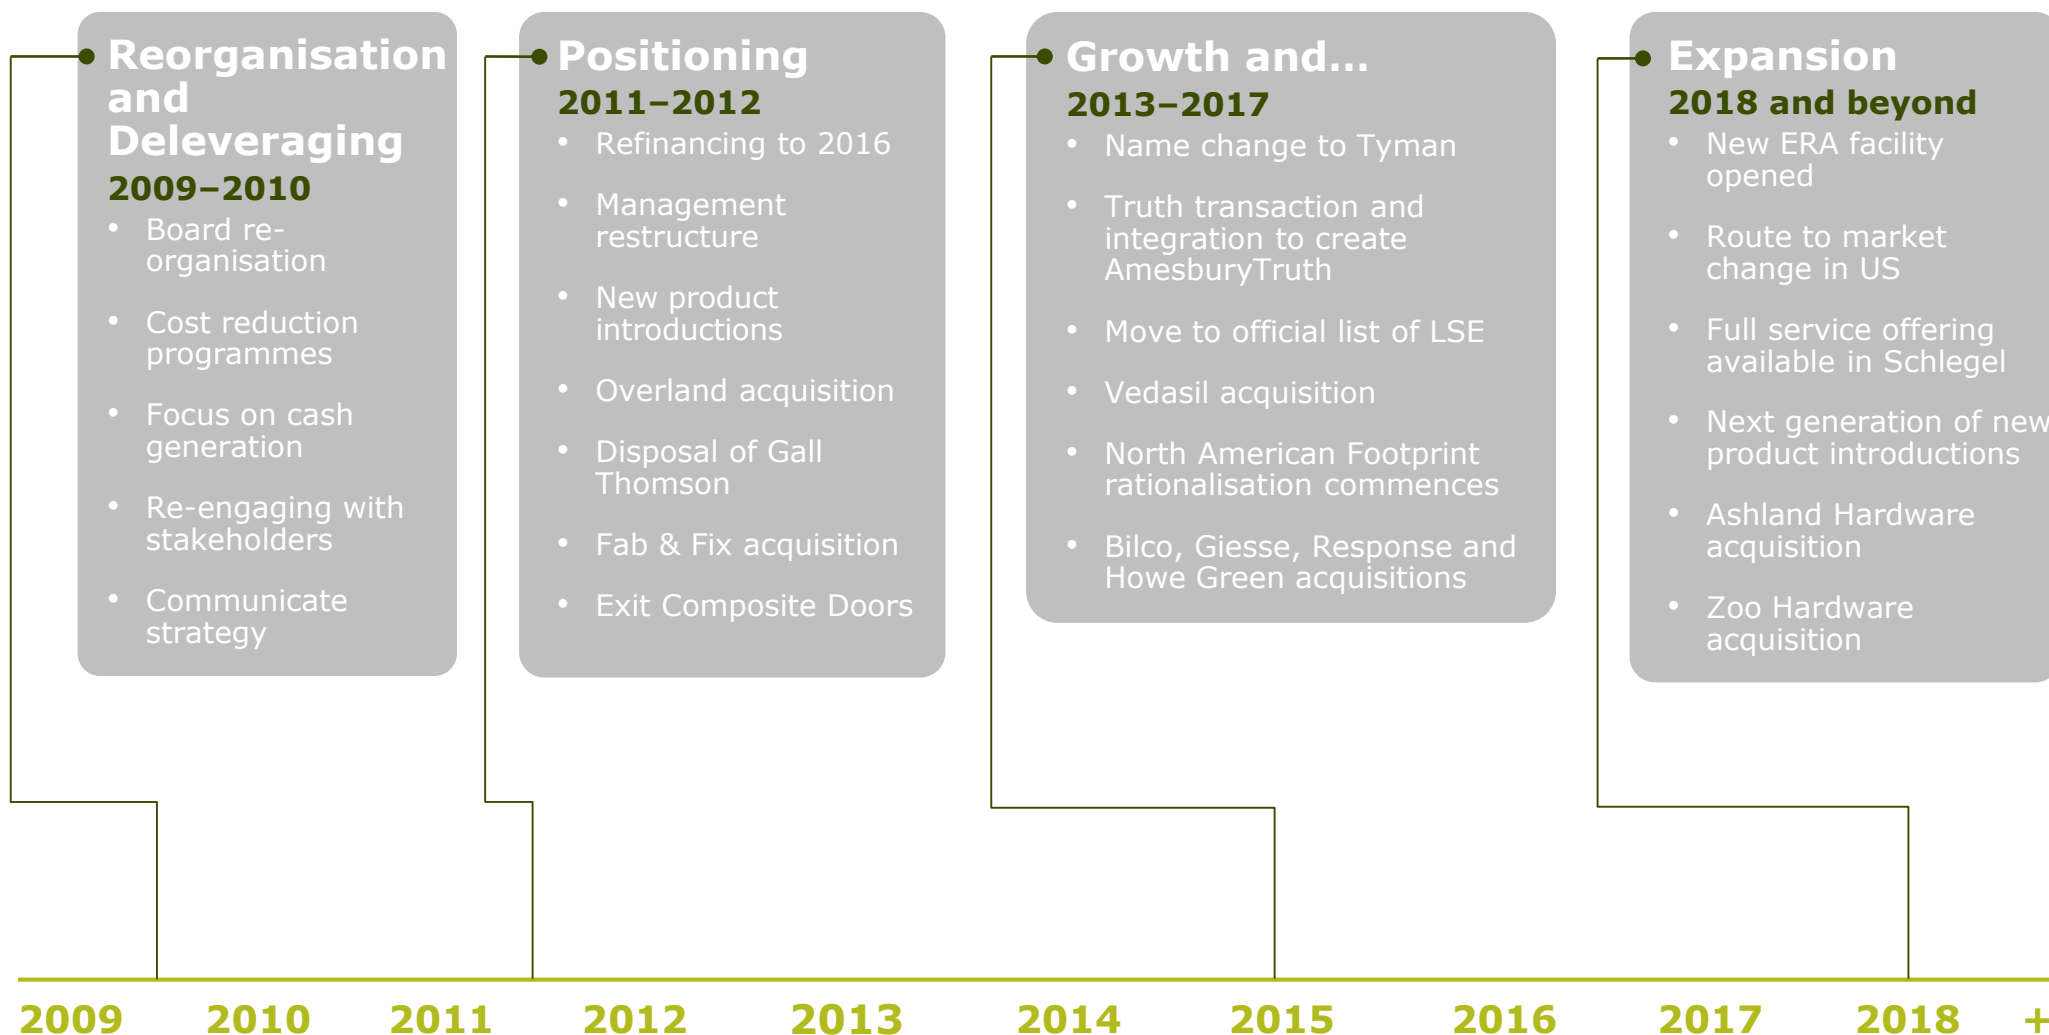 Reorganisation
and
Deleveraging
2009–2010
• Board re-
organisation
• Cost reduction
programmes
• Focus on cash
generation
• Re-engaging with
stakeholders
• Communicate
strategy
Positioning
2011–2012
• Refinancing to 2016
• Management
restructure
• New product
introductions
• Overland acquisition
• Disposal of Gall
Thomson
• Fab & Fix acquisition
• Exit Composite Doors
Growth and…
2013–2017
• Name change to Tyman
• Truth transaction and
integration to create
AmesburyTruth
• Move to official list of LSE
• Vedasil acquisition
• North American Footprint
rationalisation commences
• Bilco, Giesse, Response and
Howe Green acquisitions
Expansion
2018 and beyond
• New ERA facility
opened
• Route to market
change in US
• Full service offering
available in Schlegel
• Next generation of new
product introductions
• Ashland Hardware
acquisition
• Zoo Hardware
acquisition
2009 2010 2011 2012 2013 2014 2015 2016 2017 2018 +